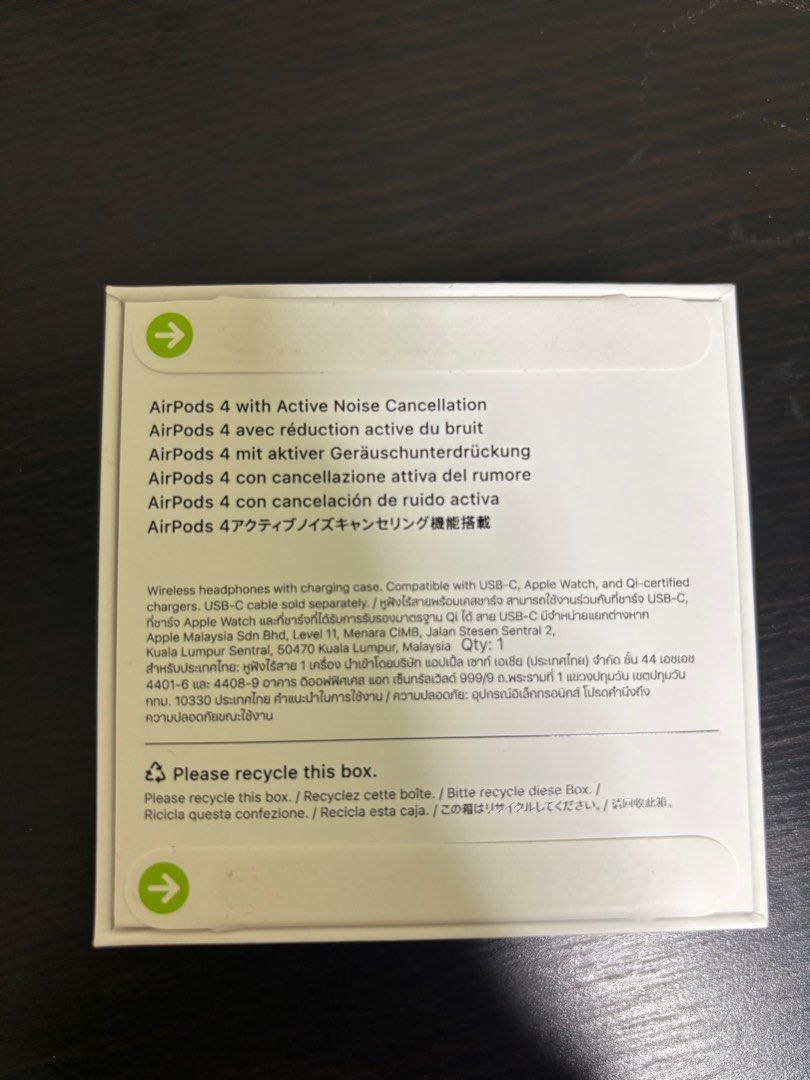 AirPods 4 with Active Noise Cancellation
AirPods 4 avec réduction active du bruit
AirPods 4 mit aktiver Geräuschunterdrückung
AirPods 4 con cancellazione attiva del rumore
AirPods 4 con cancelación de ruido activa
AirPods 4アクティブノイズキャンセリング機能搭載
Wireless headphones with charging case. Compatible with USB-C, Apple Watch, and Qi-certified
chargers. USB-C cable sold separately. / หูฟังไร้สายพร้อมเคสชาร์จ สามารถใช้งานร่วมกับที่ชาร์จ USB-C,
ที่ชาร์จ Apple Watch และที่ชาร์จที่ได้รับการรับรองมาตรฐาน Qi ได้ สาย USB-C มีจำหน่ายแยกต่างหาก
Apple Malaysia Sdn Bhd, Level 11, Menara CIMB, Jalan Stesen Sentral 2,
Kuala Lumpur Sentral, 50470 Kuala Lumpur, Malaysia Qty: 1
สำหรับประเทศไทย: หูฟังไร้สาย 1 เครื่อง นำเข้าโดยบริษัท แอปเปิ้ล เซาท์ เอเชีย (ประเทศไทย) จำกัด ชั้น 44 เอชเอช
4401-6 และ 4408-9 อาคาร ดิออฟฟิศเศส แอท เซ็นทรัลเวิลด์ 999/9 ถ.พระรามที่ 1 แขวงปทุมวัน เขตปทุมวัน
กทม. 10330 ประเทศไทย คำแนะนำในการใช้งาน / ความปลอดภัย: อุปกรณ์อิเล็กทรอนิกส์ โปรดคำนึงถึง
ความปลอดภัยขณะใช้งาน
Please recycle this box.
Please recycle this box. / Recyclez cette boîte. / Bitte recycle diese Box. /
Ricicla questa confezione. / Recicla esta caja. / この箱はリサイクルしてください。/ 请回收此箱。